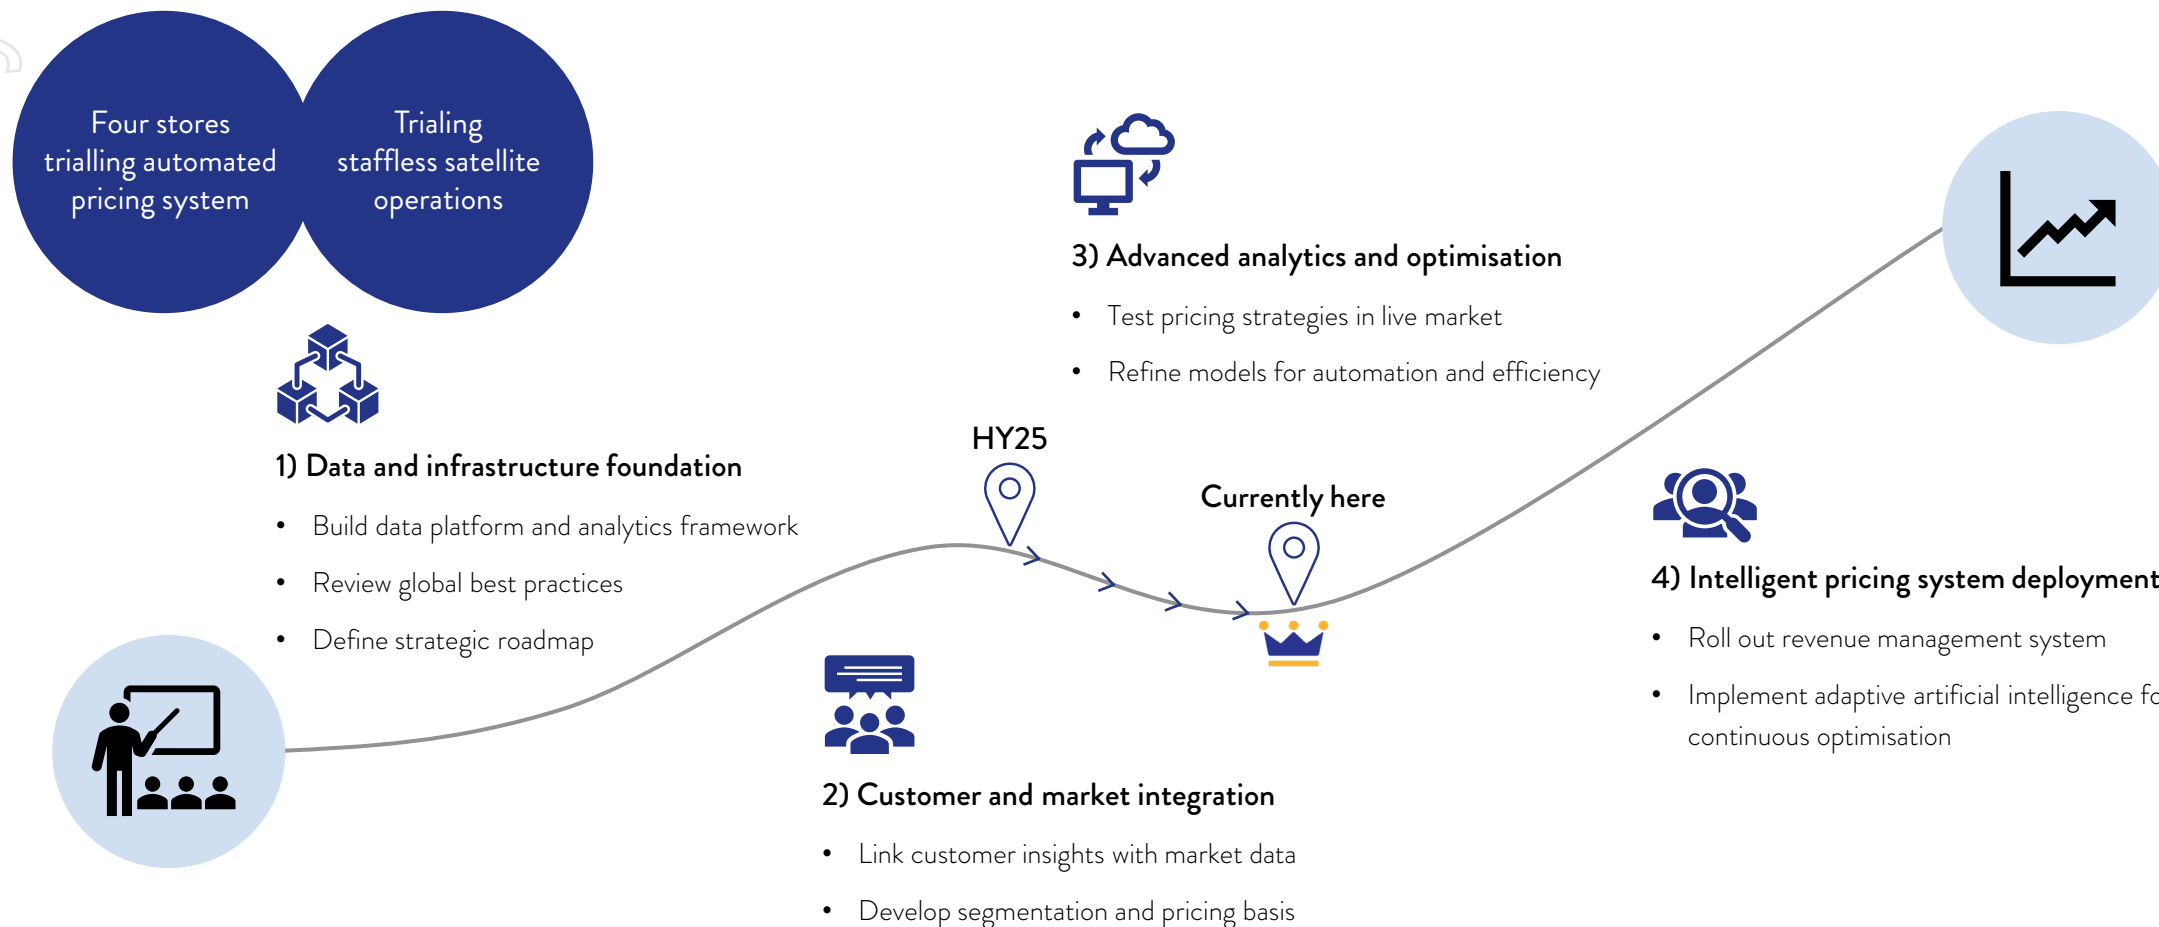 Four stores
trialling automated
pricing system
Trialing
staffless satellite
operations
1) Data and infrastructure foundation
• Build data platform and analytics framework
• Review global best practices
• Define strategic roadmap
HY25
Currently here
2) Customer and market integration
• Link customer insights with market data
• Develop segmentation and pricing basis
3) Advanced analytics and optimisation
• Test pricing strategies in live market
• Refine models for automation and efficiency
4) Intelligent pricing system deployment
• Roll out revenue management system
• Implement adaptive artificial intelligence
continuous optimisation